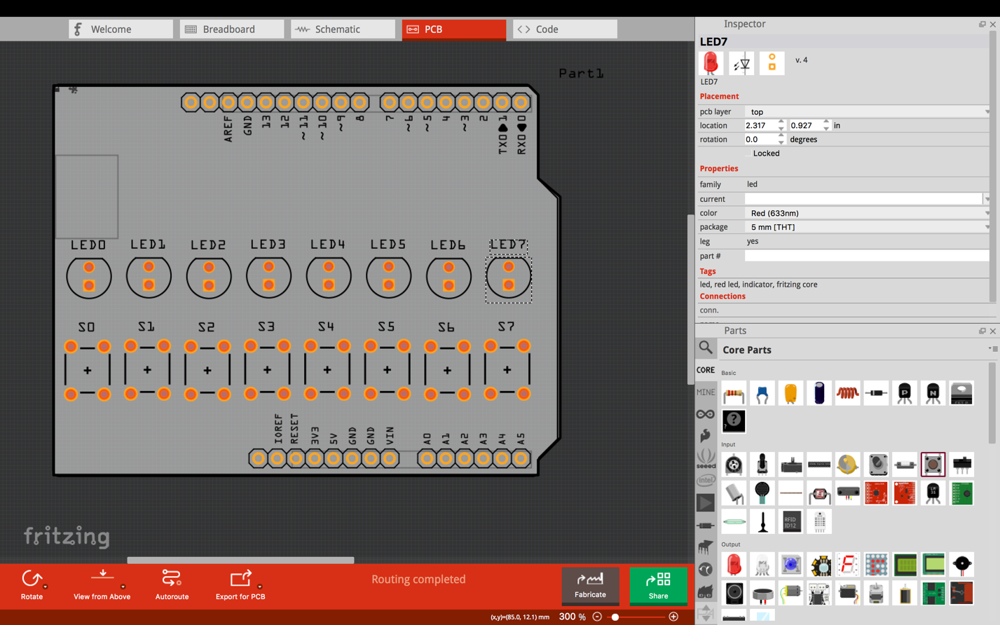 Welcome
Breadboard
Schematic
PCB
Code
Inspector
LED7
v. 4
LED7
Placement
pcb layer top
location 2.317 0.927 in
rotation 0.0 degrees
Locked
Properties
family led
current
color Red (633nm)
package 5 mm [THT]
leg yes
part #
Tags
led, red led, indicator, fritzing core
Connections
conn.
Part1
AREF
GND
13
12
~11
~10
~9
8
7
~6
~5
4
~3
2
TX0 1
RX0 0
LED0
LED1
LED2
LED3
LED4
LED5
LED6
LED7
S0
S1
S2
S3
S4
S5
S6
S7
IOREF
RESET
3V3
5V
GND
GND
VIN
A0
A1
A2
A3
A4
A5
fritzing
Parts
Core Parts
CORE
MINE
seeed
intel
Basic
P
N
?
Input
RFID
ID12
Output
Rotate
View from Above
Autoroute
Export for PCB
Routing completed
Fabricate
Share
(x,y)=(85.0, 12.1) mm
300 %